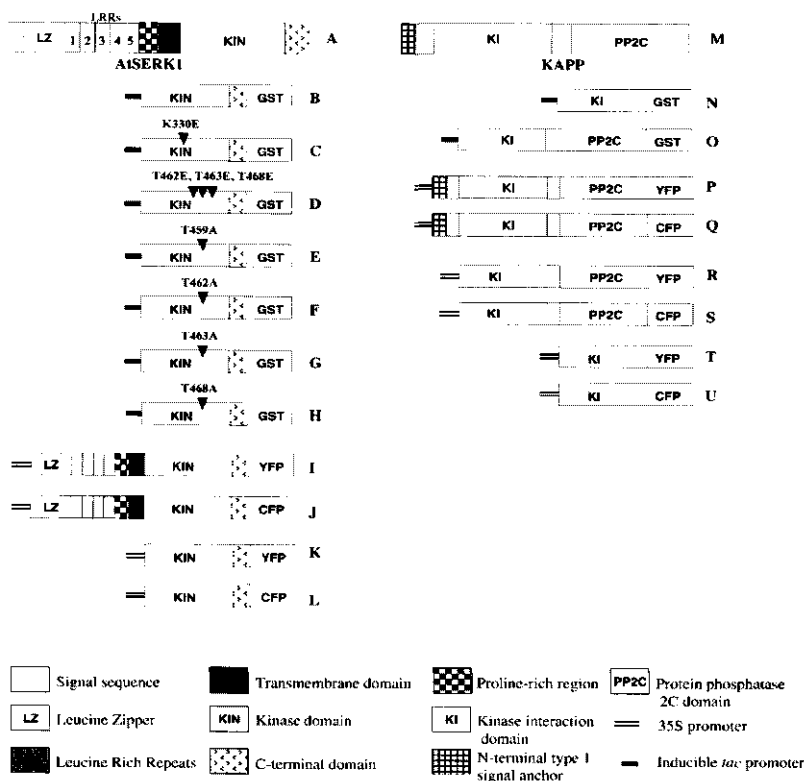 LRRs
LZ 1 2 3 4 5 KIN A
AtSERK1
KIN GST B
K330E
KIN GST C
T462E, T463E, T468E
KIN GST D
T459A
KIN GST E
T462A
KIN GST F
T463A
KIN GST G
T468A
KIN GST H
LZ KIN YFP I
LZ KIN CFP J
KIN YFP K
KIN CFP L
KI PP2C M
KAPP
KI GST N
KI PP2C GST O
KI PP2C YFP P
KI PP2C CFP Q
KI PP2C YFP R
KI PP2C CFP S
KI YFP T
KI CFP U
Signal sequence
LZ Leucine Zipper
Leucine Rich Repeats
Transmembrane domain
KIN Kinase domain
C-terminal domain
Proline-rich region
KI Kinase interaction
domain
N-terminal type I
signal anchor
PP2C Protein phosphatase
2C domain
35S promoter
Inducible tac promoter